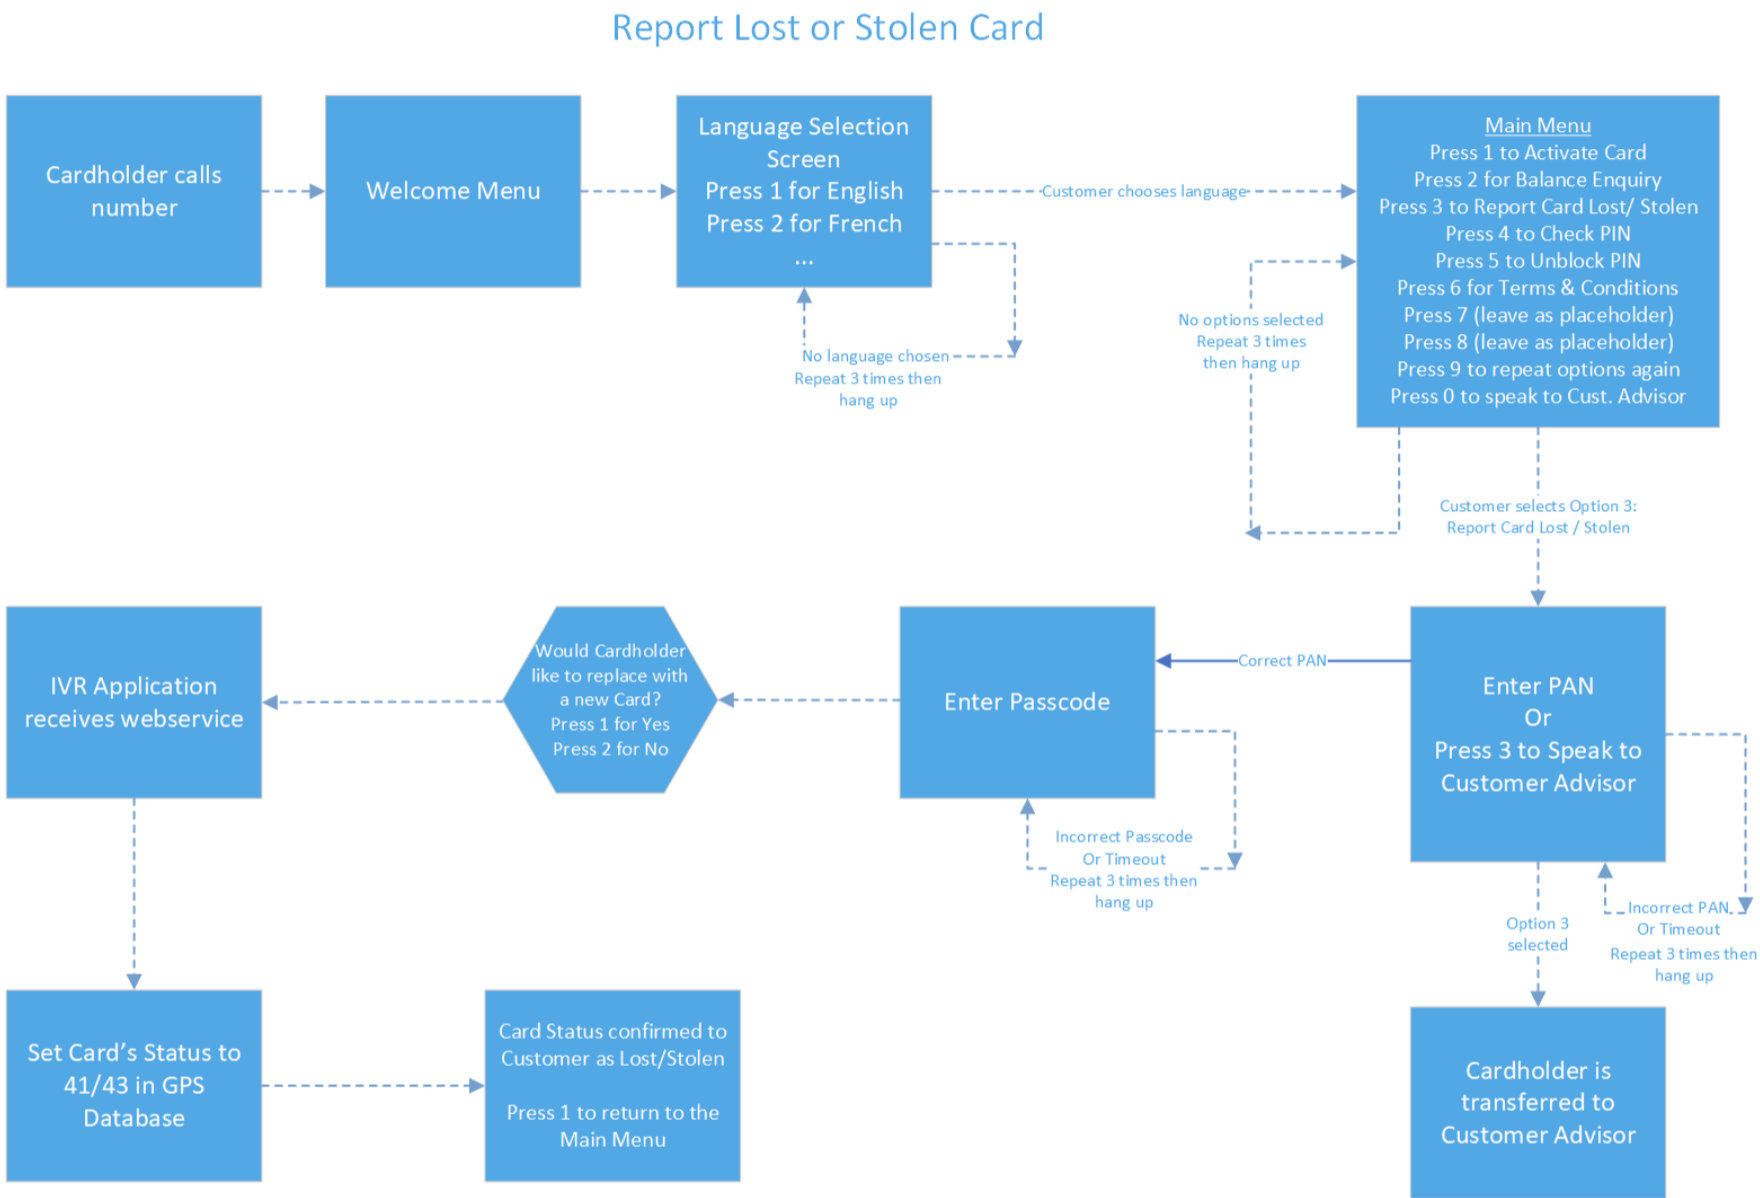 Report Lost or Stolen Card
Cardholder calls
number
Welcome Menu
Language Selection
Screen
Press 1 for English
Press 2 for French
...
Customer chooses language
No language chosen
Repeat 3 times then
hang up
Main Menu
Press 1 to Activate Card
Press 2 for Balance Enquiry
Press 3 to Report Card Lost/ Stolen
Press 4 to Check PIN
Press 5 to Unblock PIN
Press 6 for Terms & Conditions
Press 7 (leave as placeholder)
Press 8 (leave as placeholder)
Press 9 to repeat options again
Press 0 to speak to Cust. Advisor
No options selected
Repeat 3 times
then hang up
Customer selects Option 3:
Report Card Lost / Stolen
Enter PAN
Or
Press 3 to Speak to
Customer Advisor
Incorrect PAN
Or Timeout
Repeat 3 times then
hang up
Option 3
selected
Cardholder is
transferred to
Customer Advisor
Correct PAN
Enter Passcode
Incorrect Passcode
Or Timeout
Repeat 3 times then
hang up
Would Cardholder
like to replace with
a new Card?
Press 1 for Yes
Press 2 for No
IVR Application
receives webservice
Set Card’s Status to
41/43 in GPS
Database
Card Status confirmed to
Customer as Lost/Stolen
Press 1 to return to the
Main Menu